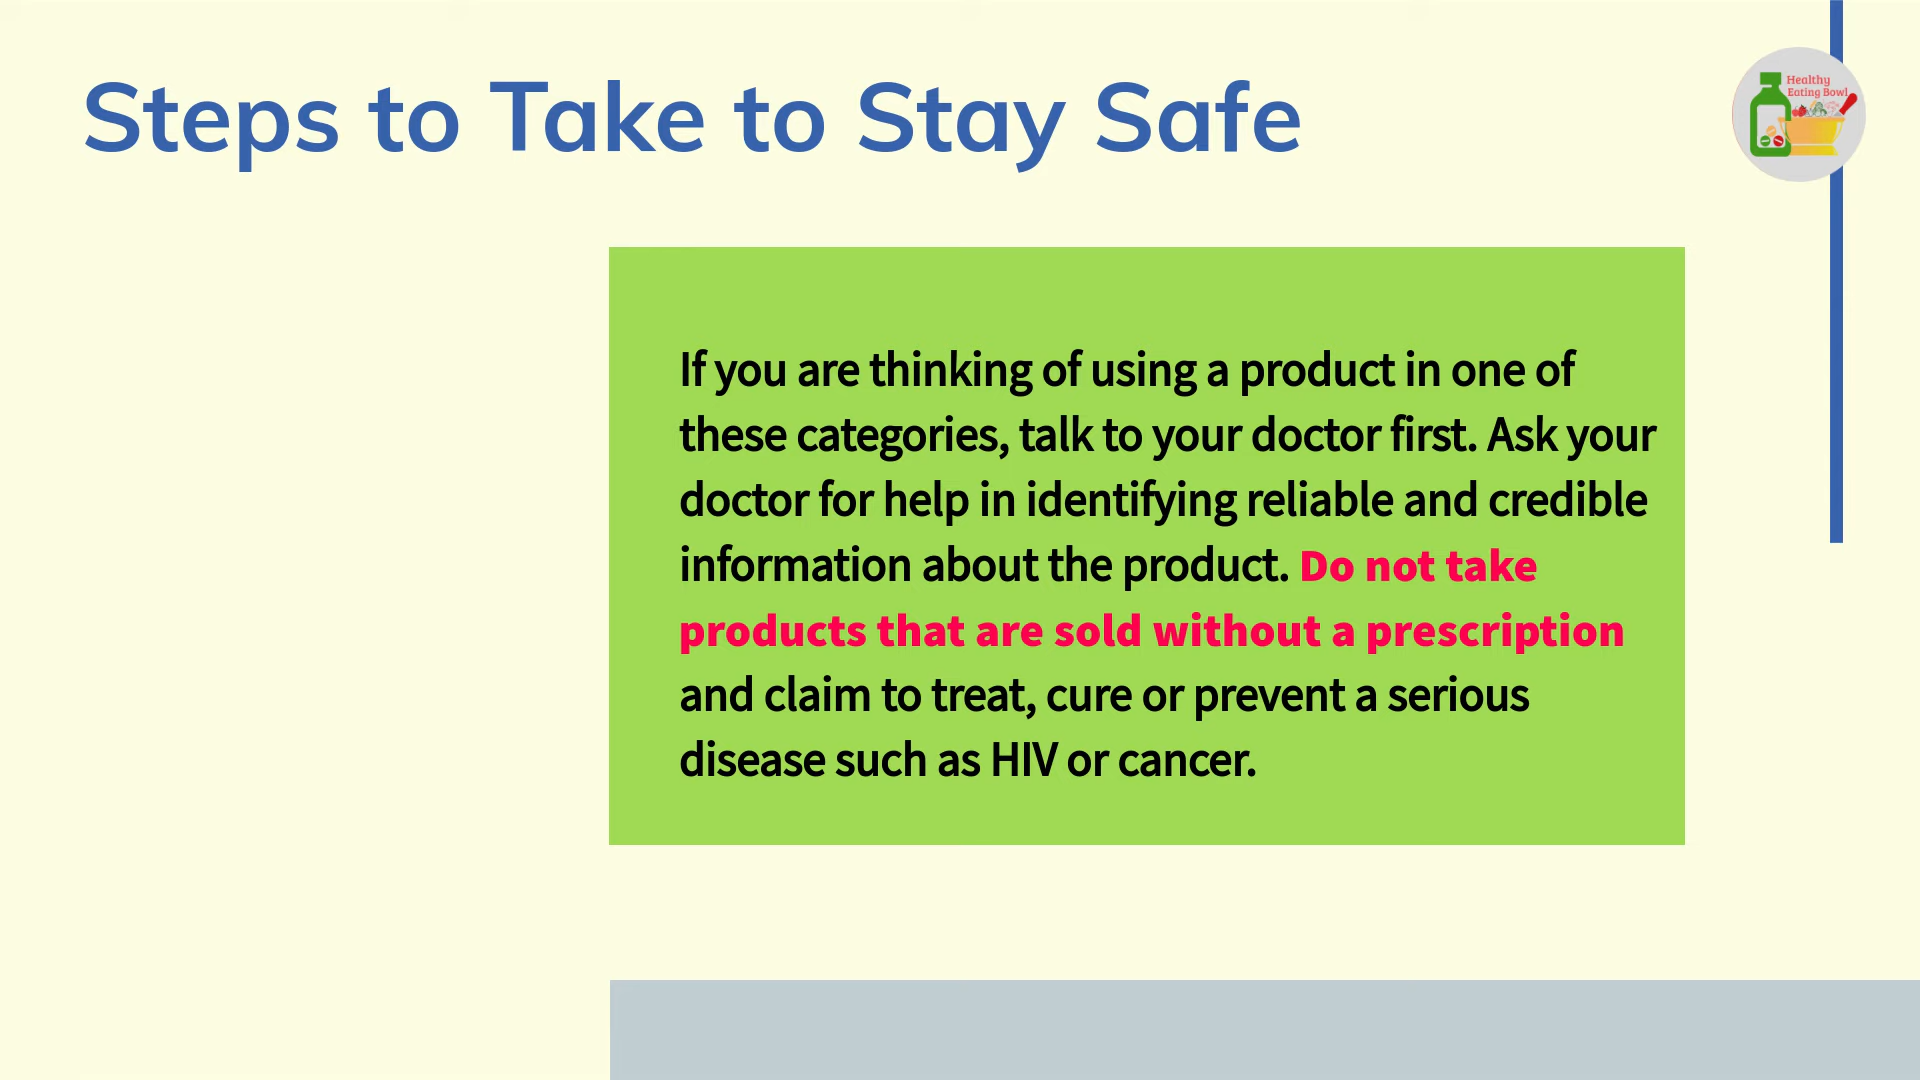 Steps to Take to Stay Safe
Healthy
Eating Bowl
If you are thinking of using a product in one of
these categories, talk to your doctor first. Ask your
doctor for help in identifying reliable and credible
information about the product. Do not take
products that are sold without a prescription
and claim to treat, cure or prevent a serious
disease such as HIV or cancer.